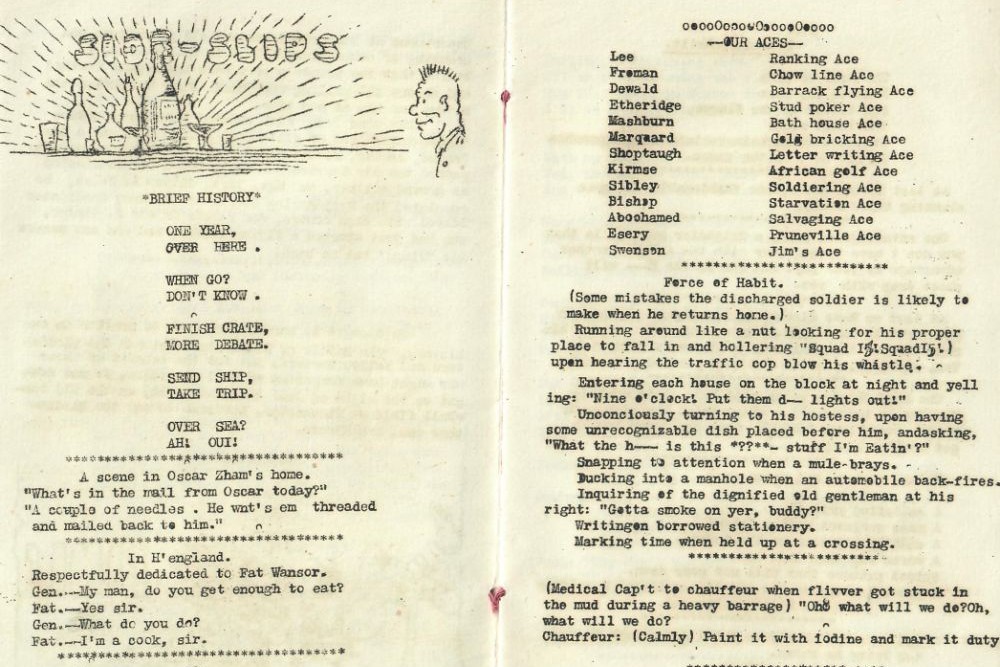 SIDE-SLIPS
*BRIEF HISTORY*
ONE YEAR,
OVER HERE .
WHEN GO?
DON'T KNOW .
FINISH CRATE,
MORE DEBATE.
SEND SHIP,
TAKE TRIP.
OVER SEA?
AH! OUI!
**********************************
A scene in Oscar Zham's home.
"What's in the mail from Oscar today?"
"A couple of needles . He wnt's em threaded
and mailed back to him."
**********************************
In H'england.
Respectfully dedicated to Fat Wansor.
Gen.—My man, do you get enough to eat?
Fat.—Yes sir.
Gen.—What do you do?
Fat.—I'm a cook, sir.
**********************************
ooooOooooOooooOoooo
--OUR ACES--
Lee Ranking Ace
Froman Chow line Ace
Dewald Barrack flying Ace
Etheridge Stud poker Ace
Mashburn Bath house Ace
Marquard Gold bricking Ace
Shoptaugh Letter writing Ace
Kirmse African golf Ace
Sibley Soldiering Ace
Bishop Starvation Ace
Aboohamed Salvaging Ace
Esery Pruneville Ace
Swenson Jim's Ace
*************************
Force of Habit.
(Some mistakes the discharged soldier is likely to
make when he returns home.)
Running around like a nut looking for his proper
place to fall in and hollering "Squad
upon hearing the traffic cop blow his whistle.
Entering each house on the block at night and yell
ing: "Nine o'clock! Put them d— lights out!"
Unconciously turning to his hostess, upon having
some unrecognizable dish placed before him, andasking,
"What the h—— is this *??**- stuff I'm Eatin'?"
Snapping to attention when a mule-brays.
Ducking into a manhole when an automobile back-fires.
Inquiring of the dignified old gentleman at his
right: "Gotta smoke on yer, buddy?"
Writingon borrowed stationery.
Marking time when held up at a crossing.
***********************
(Medical Cap't to chauffeur when flivver got stuck in
the mud during a heavy barrage) "Oh! what will we do?Oh,
what will we do?
Chauffeur: (Calmly) Paint it with iodine and mark it duty